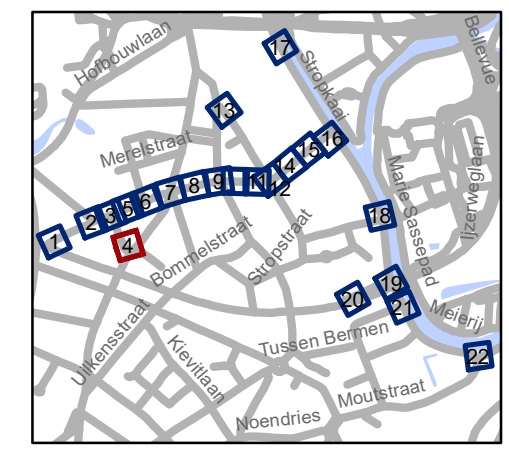 Hofbouwlaan
17
Bellevue
Stropkaai
13
Merelstraat
16
15
14
Ijzerweglaan
11
12
9
8
7
6
5
3
2
1
4
Marie Sassepad
18
Bommelstraat
Stropstraat
19
20
21
Meierij
Uilkensstraat
Tussen Bermen
Kievitlaan
22
Moutstraat
Noendries